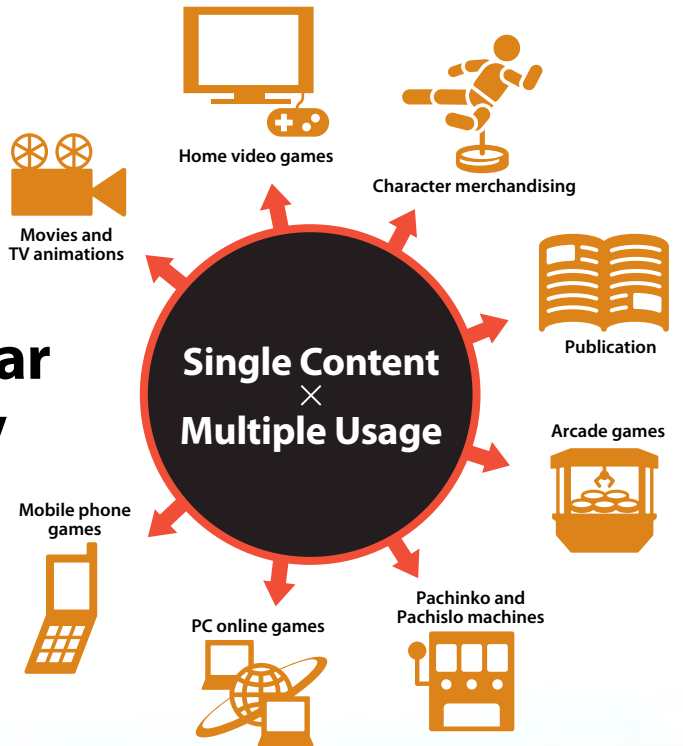 Home video games
Character merchandising
Movies and
TV animations
Publication
ar
y
Single Content
×
Multiple Usage
Arcade games
Mobile phone
games
Pachinko and
Pachislo machines
PC online games